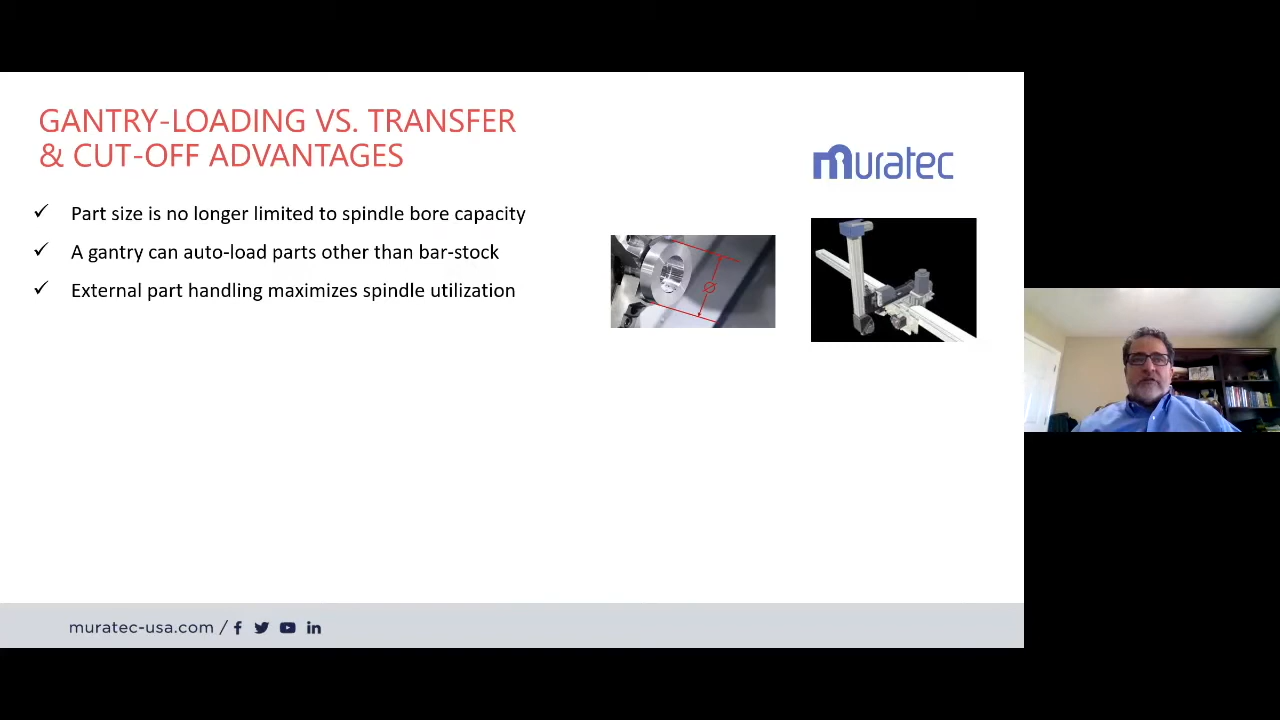 GANTRY-LOADING VS. TRANSFER
& CUT-OFF ADVANTAGES
muratec
Part size is no longer limited to spindle bore capacity
A gantry can auto-load parts other than bar-stock
External part handling maximizes spindle utilization
muratec-usa.com /